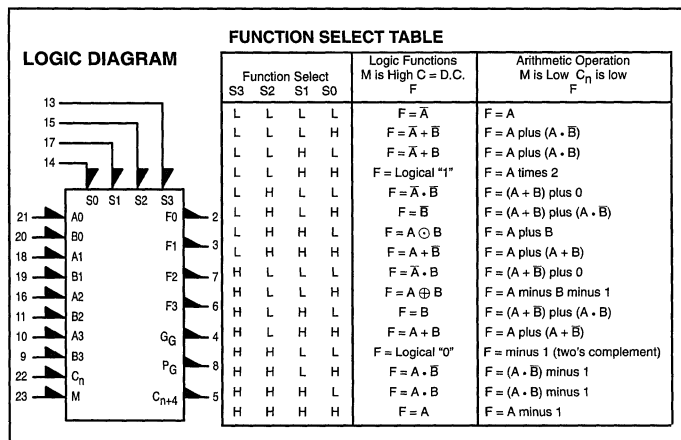 FUNCTION SELECT TABLE
LOGIC DIAGRAM
Function Select
S3 S2 S1 S0
Logic Functions
M is High C = D.C.
F
Arithmetic Operation
M is Low Cₙ is low
F
L L L L F = A̅ F = A
L L L H F = A̅ + B̅ F = A plus (A • B̅)
L L H L F = A̅ + B F = A plus (A • B)
L L H H F = Logical “1” F = A times 2
L H L L F = A̅ • B̅ F = (A + B) plus 0
L H L H F = B̅ F = (A + B) plus (A • B̅)
L H H L F = A ⊙ B F = A plus B
L H H H F = A + B̅ F = A plus (A + B)
H L L L F = A̅ • B F = (A + B̅) plus 0
H L L H F = A ⊕ B F = A minus B minus 1
H L H L F = B F = (A + B̅) plus (A • B)
H L H H F = A + B F = A plus (A + B̅)
H H L L F = Logical “0” F = minus 1 (two's complement)
H H L H F = A • B̅ F = (A • B̅) minus 1
H H H L F = A • B F = (A • B) minus 1
H H H H F = A F = A minus 1
13
15
17
14
S0 S1 S2 S3
21 A0 F0 2
20 B0
18 A1 F1 3
19 B1 F2 7
16 A2
11 B2 F3 6
10 A3 G_G 4
9 B3 P_G 8
22 Cₙ
23 M Cₙ₊₄ 5